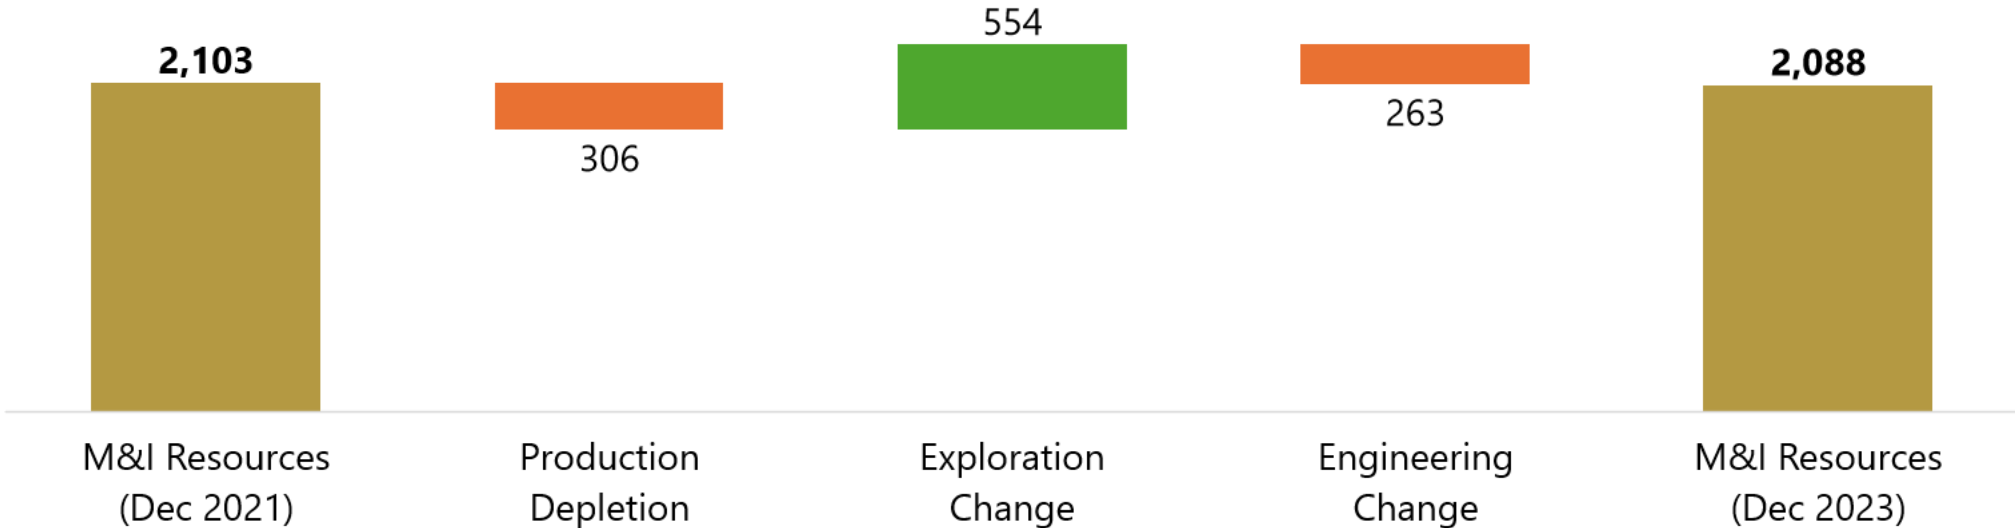 554
2,103
2,088
263
306
M&I Resources
(Dec 2021)
Production
Depletion
Exploration
Change
Engineering
Change
M&I Resources
(Dec 2023)